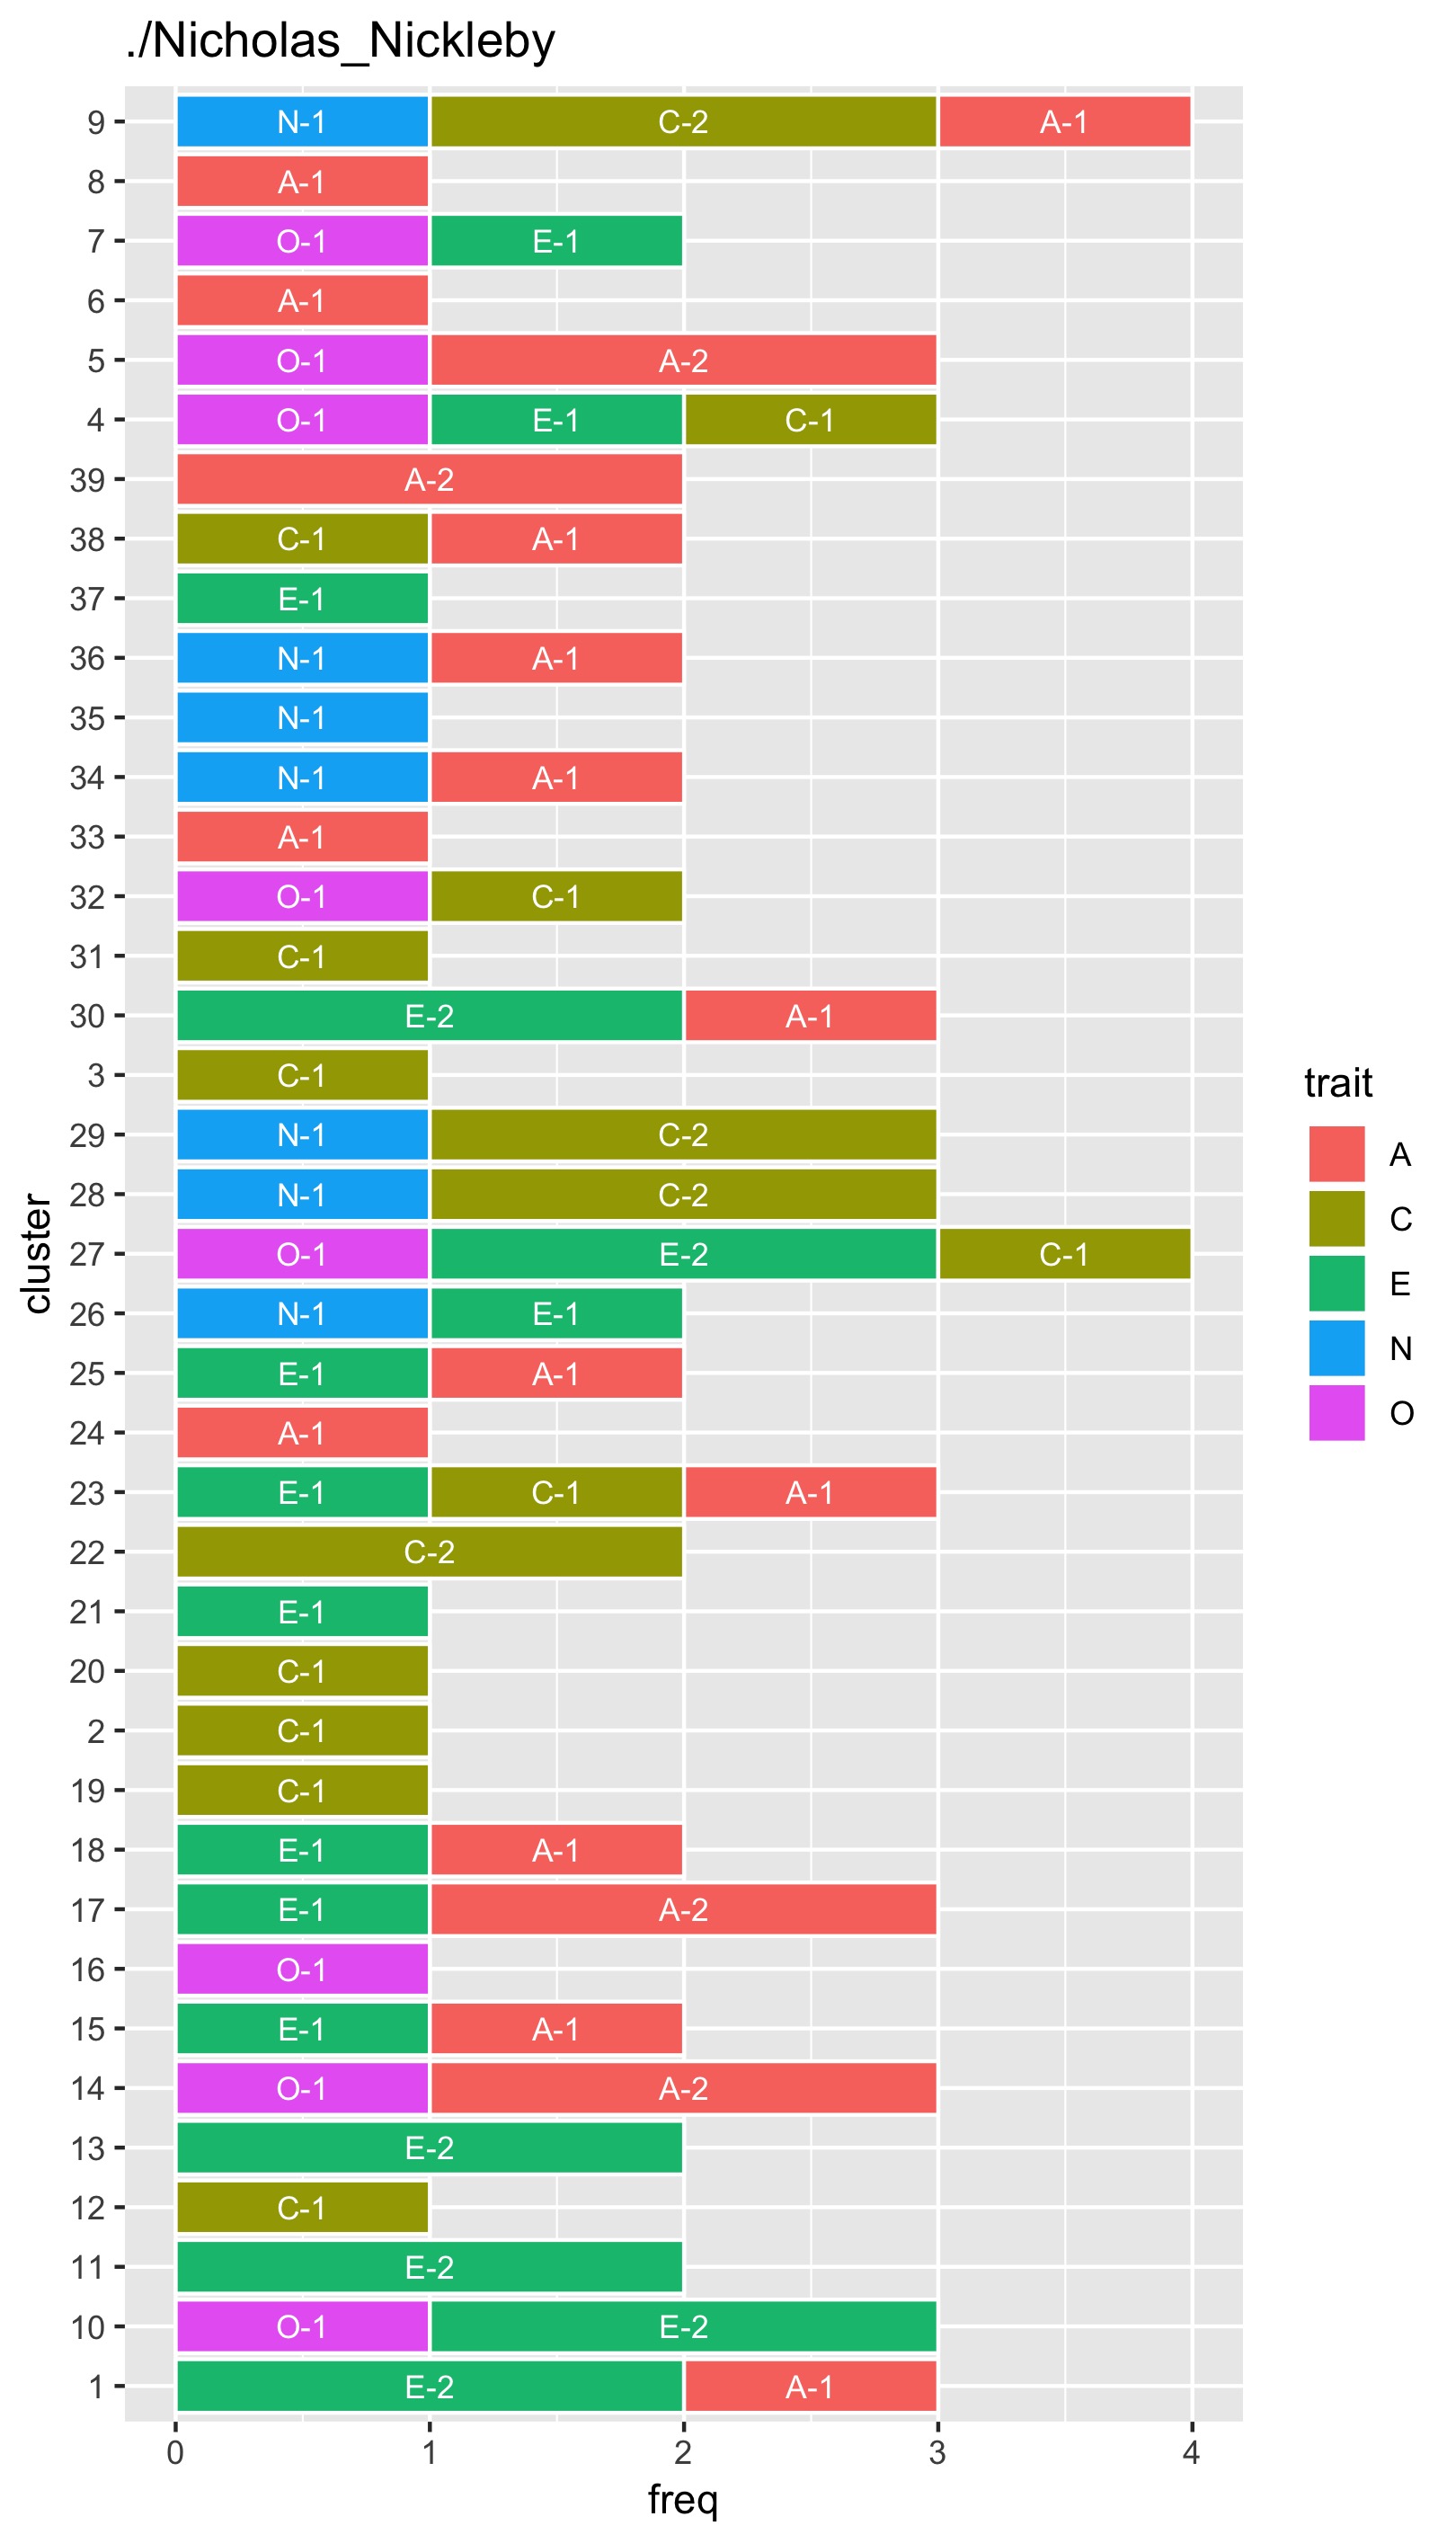 ./Nicholas_Nickleby
9 N-1 C-2 A-1
8 A-1
7 O-1 E-1
6 A-1
5 O-1 A-2
4 O-1 E-1 C-1
39 A-2
38 C-1 A-1
37 E-1
36 N-1 A-1
35 N-1
34 N-1 A-1
33 A-1
32 O-1 C-1
31 C-1
30 E-2 A-1
3 C-1
29 N-1 C-2
28 N-1 C-2
27 O-1 E-2 C-1
26 N-1 E-1
25 E-1 A-1
24 A-1
23 E-1 C-1 A-1
22 C-2
21 E-1
20 C-1
2 C-1
19 C-1
18 E-1 A-1
17 E-1 A-2
16 O-1
15 E-1 A-1
14 O-1 A-2
13 E-2
12 C-1
11 E-2
10 O-1 E-2
1 E-2 A-1
0 1 2 3 4
freq
cluster
trait
A
C
E
N
O